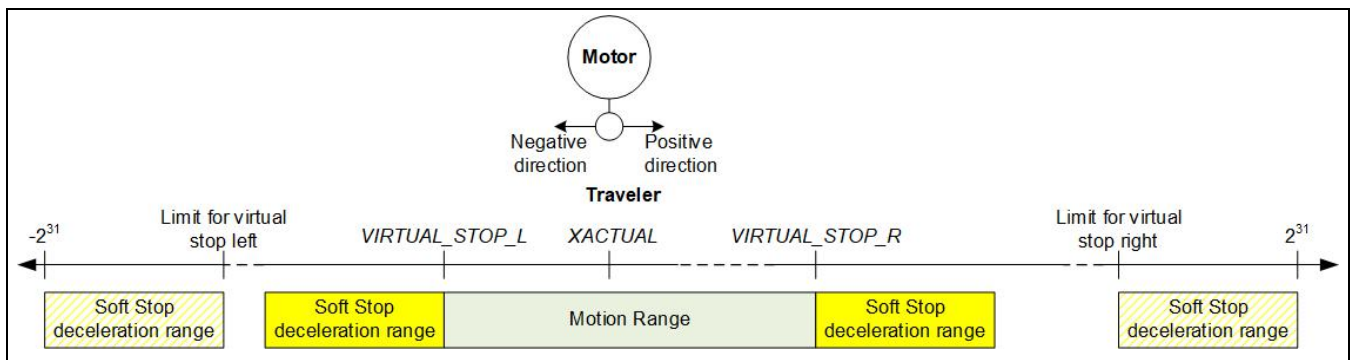 Motor
Negative
direction
Positive
direction
Traveler
-2³¹
Limit for virtual
stop left
VIRTUAL_STOP_L
XACTUAL
VIRTUAL_STOP_R
Limit for virtual
stop right
2³¹
Soft Stop
deceleration range
Soft Stop
deceleration range
Motion Range
Soft Stop
deceleration range
Soft Stop
deceleration range